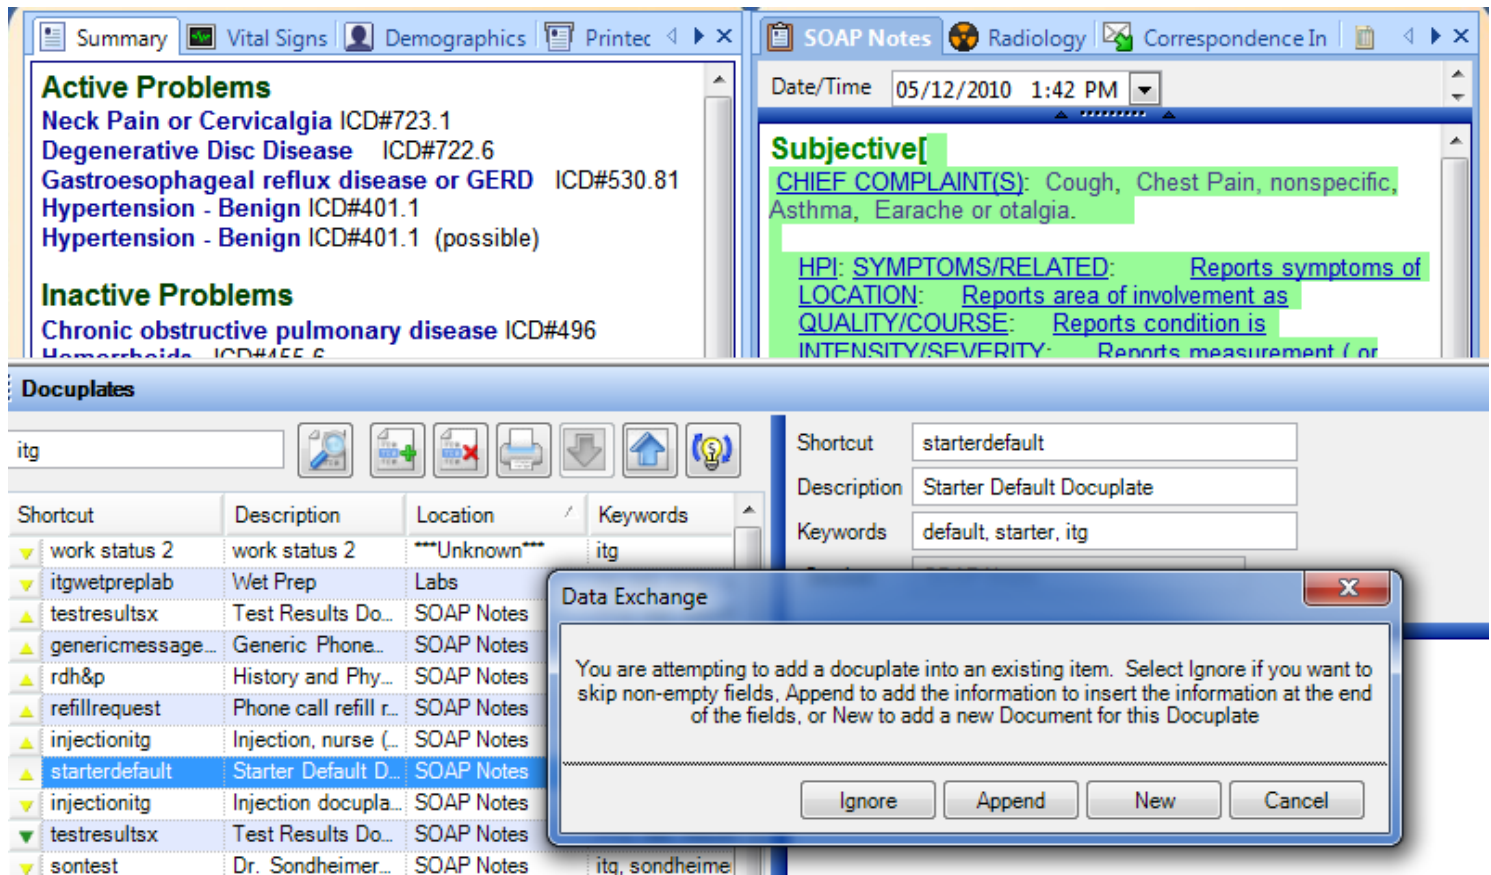 Summary Vital Signs Demographics Printec
Active Problems
Neck Pain or Cervicalgia ICD#723.1
Degenerative Disc Disease ICD#722.6
Gastroesophageal reflux disease or GERD ICD#530.81
Hypertension - Benign ICD#401.1
Hypertension - Benign ICD#401.1 (possible)
Inactive Problems
Chronic obstructive pulmonary disease ICD#496
Hemorrhoids ICD#455.6
SOAP Notes Radiology Correspondence In
Date/Time 05/12/2010 1:42 PM
Subjective[
CHIEF COMPLAINT(S): Cough, Chest Pain, nonspecific,
Asthma, Earache or otalgia.
HPI: SYMPTOMS/RELATED: Reports symptoms of
LOCATION: Reports area of involvement as
QUALITY/COURSE: Reports condition is
INTENSITY/SEVERITY: Reports measurement ( or
Docuplates
itg
Shortcut Description Location Keywords
work status 2 work status 2 ***Unknown*** itg
itgwetpreplab Wet Prep Labs
testresultsx Test Results Do... SOAP Notes
genericmessage... Generic Phone... SOAP Notes
rdh&p History and Phy... SOAP Notes
refillrequest Phone call refill r... SOAP Notes
injectionitg Injection, nurse (... SOAP Notes
starterdefault Starter Default D... SOAP Notes
injectionitg Injection docupla... SOAP Notes
testresultsx Test Results Do... SOAP Notes
sontest Dr. Sondheimer... SOAP Notes itg, sondheimer
Shortcut starterdefault
Description Starter Default Docuplate
Keywords default, starter, itg
Data Exchange
You are attempting to add a docuplate into an existing item. Select Ignore if you want to
skip non-empty fields, Append to add the information to insert the information at the end
of the fields, or New to add a new Document for this Docuplate
Ignore Append New Cancel